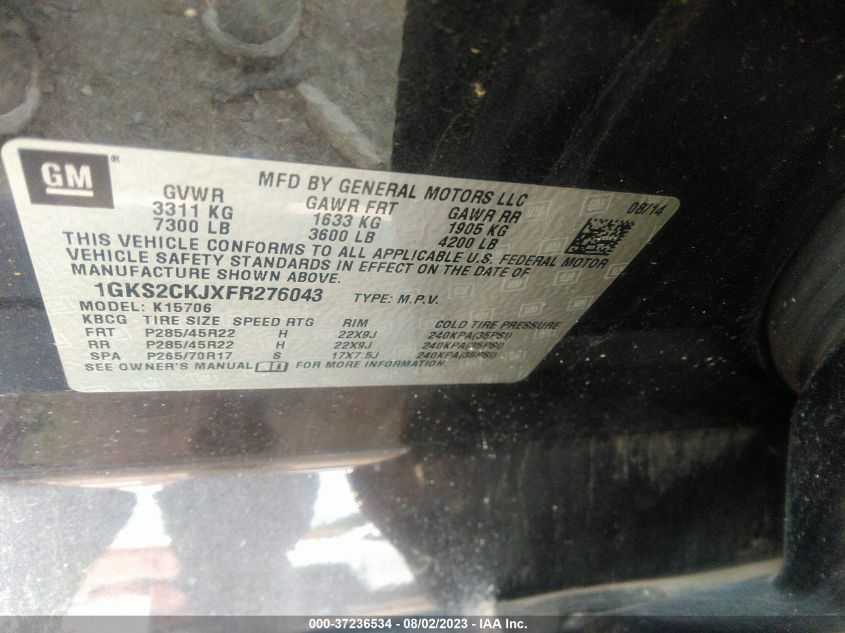 GM ®
MFD BY GENERAL MOTORS LLC
08/14
GVWR GAWR FRT GAWR RR
3311 KG 1633 KG 1905 KG
7300 LB 3600 LB 4200 LB
THIS VEHICLE CONFORMS TO ALL APPLICABLE U.S. FEDERAL MOTOR
VEHICLE SAFETY STANDARDS IN EFFECT ON THE DATE OF
MANUFACTURE SHOWN ABOVE.
1GKS2CKJXFR276043 TYPE: M.P.V.
MODEL: K15706
KBCG TIRE SIZE SPEED RTG RIM COLD TIRE PRESSURE
FRT P285/45R22 H 22X9J 240KPA(35PSI)
RR P285/45R22 H 22X9J 240KPA(35PSI)
SPA P265/70R17 S 17X7.5J 240KPA(35PSI)
SEE OWNER'S MANUAL FOR MORE INFORMATION.
000-37236534 - 08/02/2023 - IAA Inc.